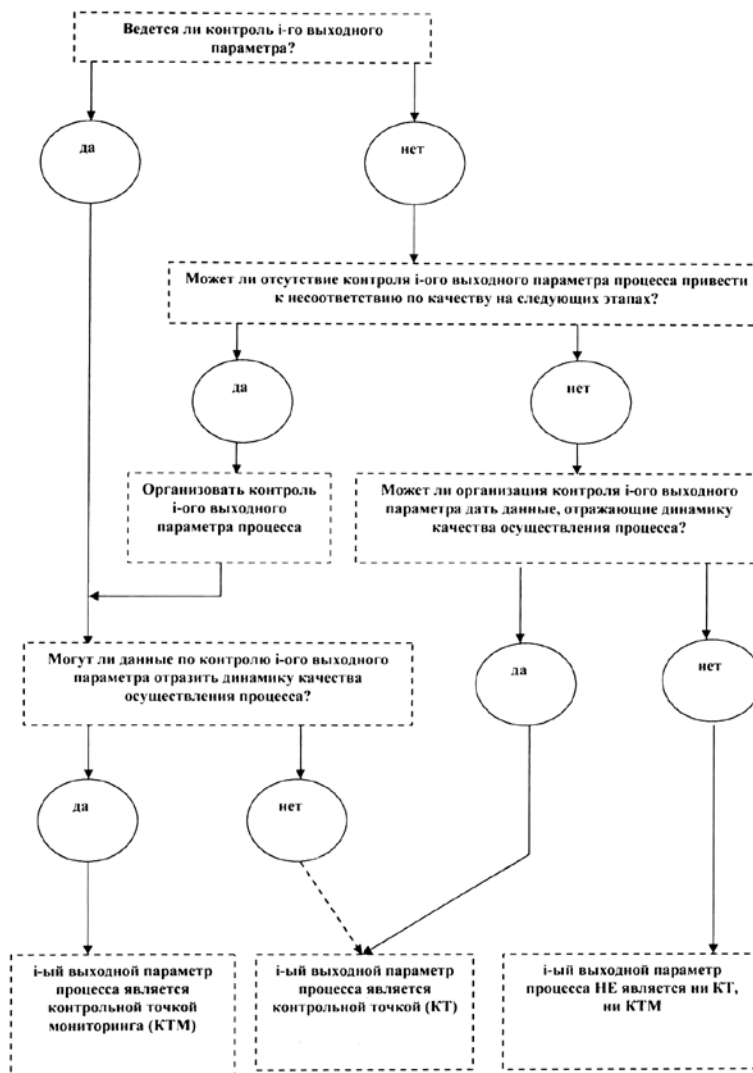 Ведется ли контроль i-го выходного
параметра?
да
нет
Может ли отсутствие контроля i-ого выходного параметра процесса привести
к несоответствию по качеству на следующих этапах?
да
нет
Организовать контроль
i-ого выходного
параметра процесса
Может ли организация контроля i-ого выходного
параметра дать данные, отражающие динамику
качества осуществления процесса?
Могут ли данные по контролю i-ого выходного
параметра отразить динамику качества
осуществления процесса?
да
нет
да
нет
i-ый выходной параметр
процесса является
контрольной точкой
мониторинга (КТМ)
i-ый выходной параметр
процесса является
контрольной точкой (КТ)
i-ый выходной параметр
процесса НЕ является ни КТ,
ни КТМ